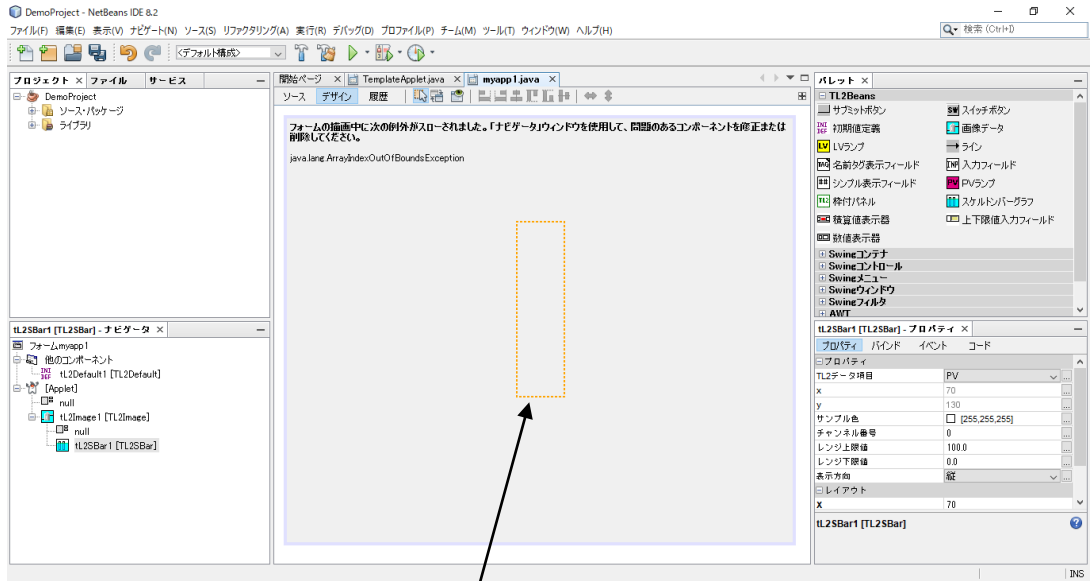 DemoProject - NetBeans IDE 8.2
ファイル(F) 編集(E) 表示(V) ナビゲート(N) ソース(S) リファクタリング(A) 実行(R) デバッグ(D) プロファイル(P) チーム(M) ツール(T) ウィンドウ(W) ヘルプ(H)
検索 (Ctrl+I)
<デフォルト構成>
プロジェクト × ファイル サービス
DemoProject
ソース・パッケージ
ライブラリ
開始ページ × TemplateApplet.java × myapp1.java ×
ソース デザイン 履歴
フォームの描画中に次の例外がスローされました。「ナビゲータ」ウィンドウを使用して、問題のあるコンポーネントを修正または
削除してください。
java.lang.ArrayIndexOutOfBoundsException
パレット ×
TL2Beans
サブミットボタン SW スイッチボタン
INI DEF 初期値定義 画像データ
LV LVランプ ライン
TAG 名前タグ表示フィールド INP 入力フィールド
## シンプル表示フィールド PV PVランプ
TL2 枠付パネル スケルトンバーグラフ
積算値表示器 上下限値入力フィールド
数値表示器
Swingコンテナ
Swingコントロール
Swingメニュー
Swingウィンドウ
Swingフィルタ
AWT
tL2SBar1 [TL2SBar] - ナビゲータ ×
フォームmyapp1
他のコンポーネント
INI DEF tL2Default1 [TL2Default]
[Applet]
null
tL2Image1 [TL2Image]
null
tL2SBar1 [TL2SBar]
tL2SBar1 [TL2SBar] - プロパティ ×
プロパティ バインド イベント コード
プロパティ
TL2データ項目 PV
x 70
y 130
サンプル色 [255,255,255]
チャンネル番号 0
レンジ上限値 100.0
レンジ下限値 0.0
表示方向 縦
レイアウト
X 70
tL2SBar1 [TL2SBar]
INS